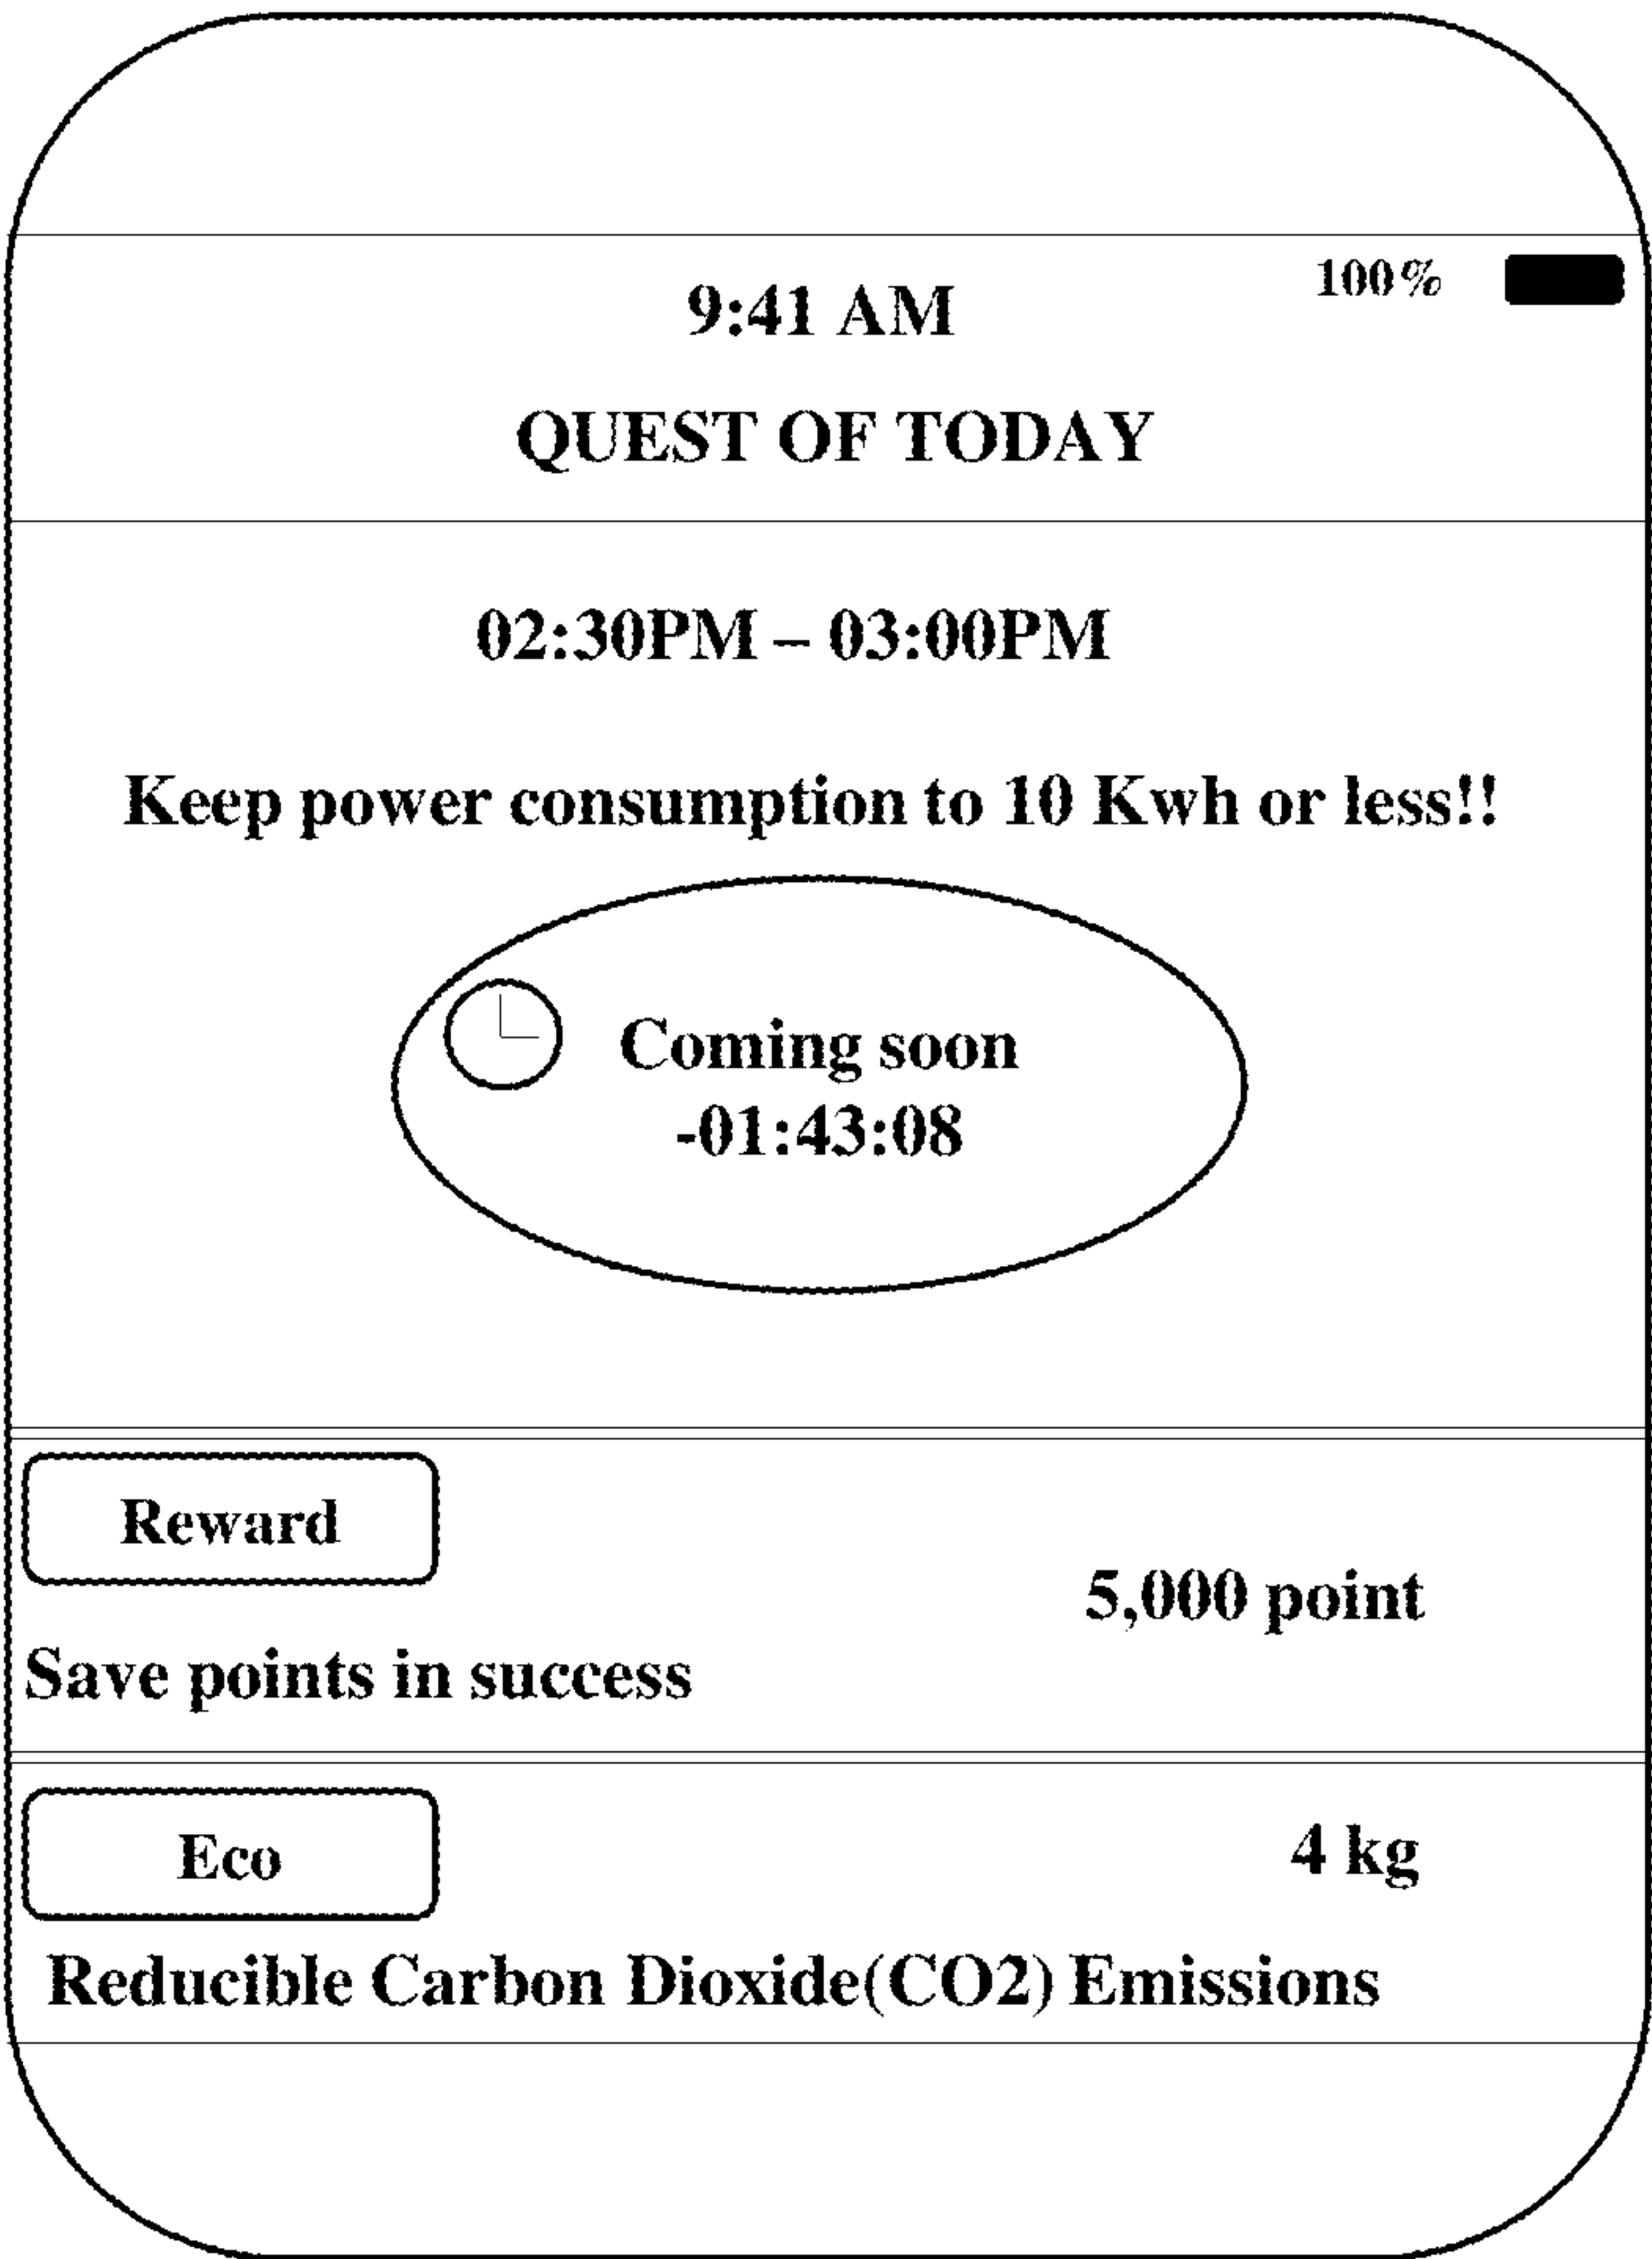 100%
9:41 AM
QUEST OF TODAY
02:30PM – 03:00PM
Keep power consumption to 10 Kwh or less!!
Coming soon
-01:43:08
Reward
5,000 point
Save points in success
Eco
4 kg
Reducible Carbon Dioxide(CO2) Emissions